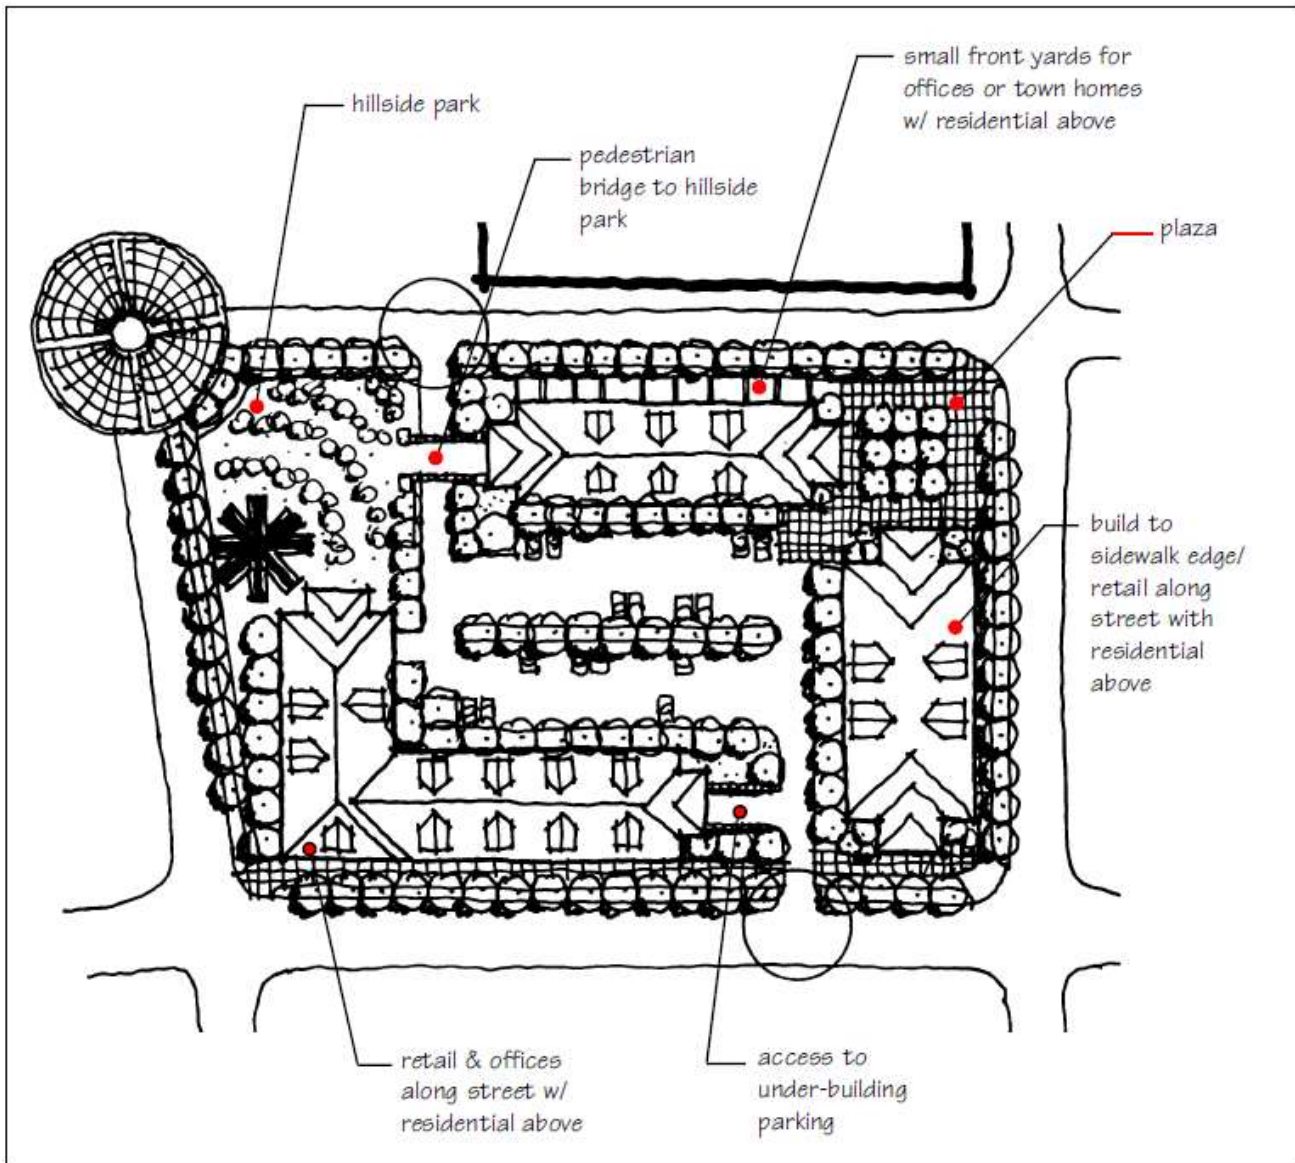 small front yards for
offices or town homes
w/ residential above
hillside park
pedestrian
bridge to hillside
park
plaza
build to
sidewalk edge/
retail along
street with
residential
above
retail & offices
along street w/
residential above
access to
under-building
parking